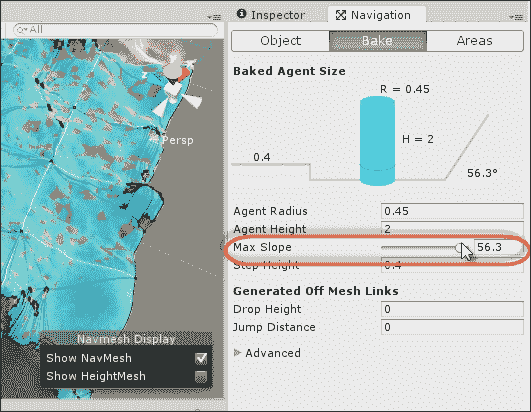 Inspector
Navigation
All
Object
Bake
Areas
Baked Agent Size
R = 0.45
H = 2
0.4
56.3°
Persp
Agent Radius 0.45
Agent Height 2
Max Slope 56.3
Step Height 0.4
Generated Off Mesh Links
Drop Height 0
Jump Distance 0
Advanced
Navmesh Display
Show NavMesh
Show HeightMesh